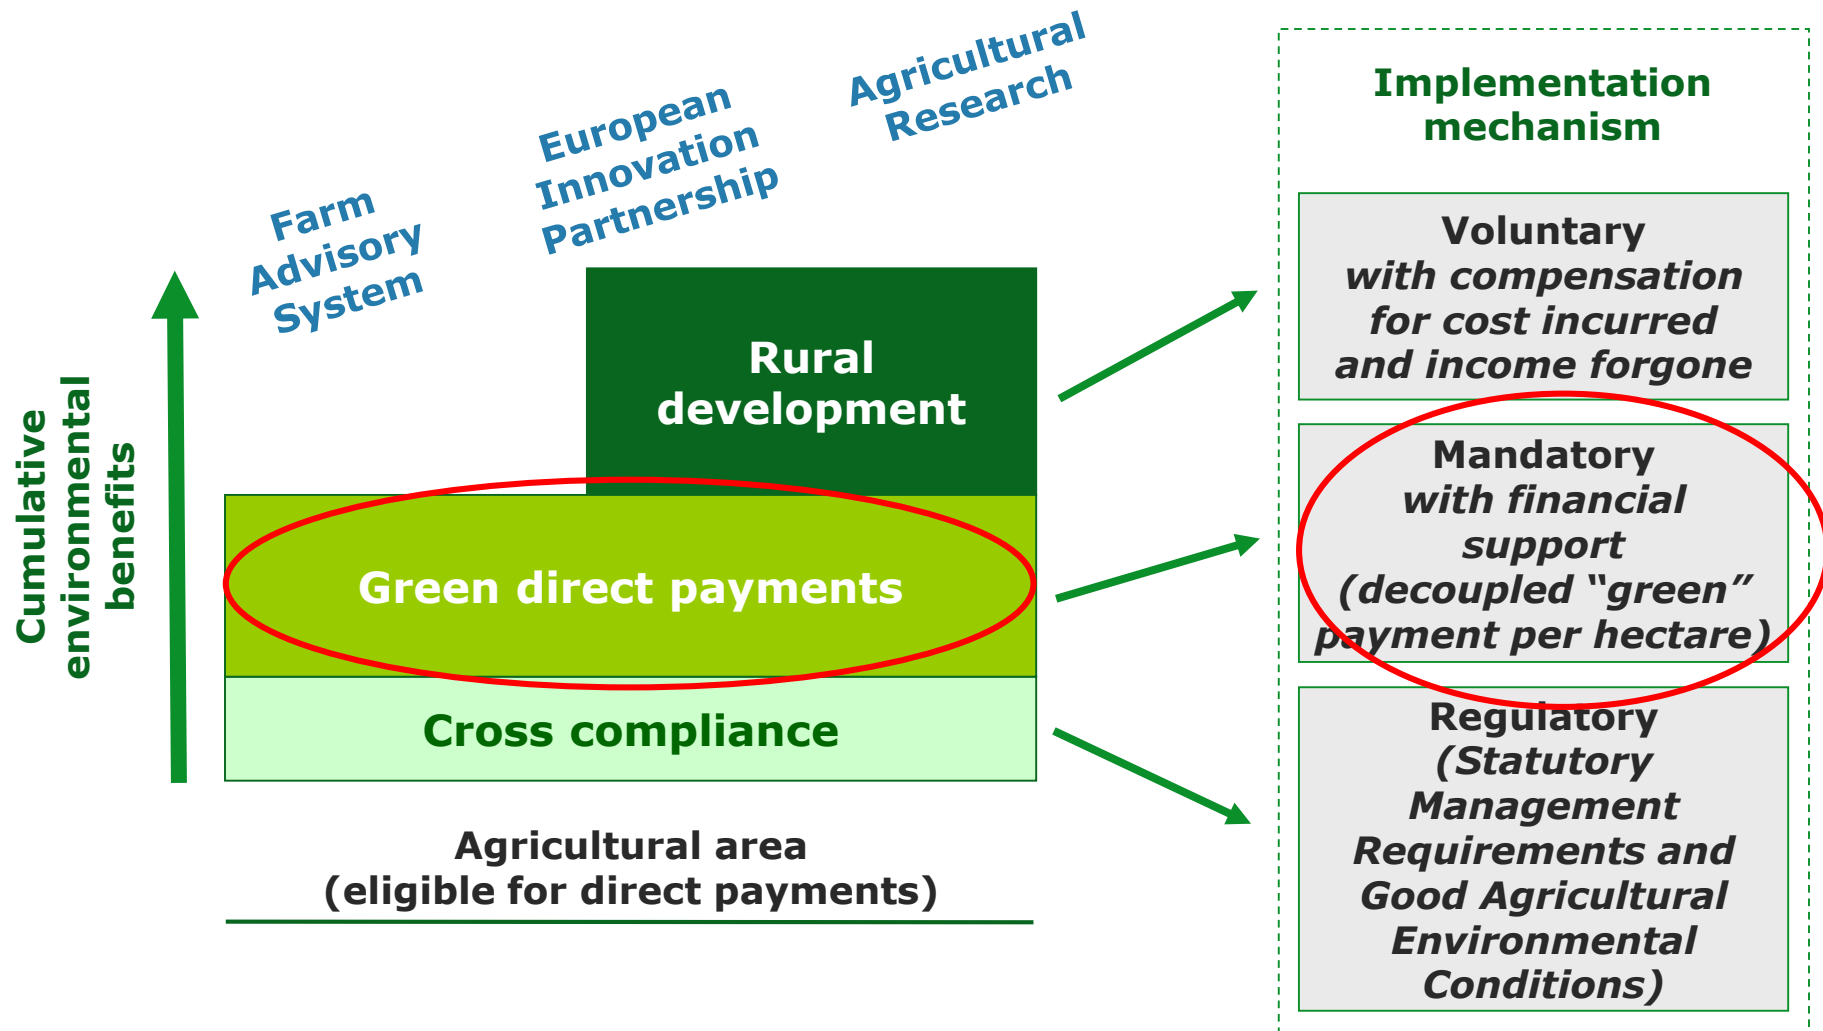 Farm
Advisory
System
European
Innovation
Partnership
Agricultural
Research
Cumulative
environmental
benefits
Rural
development
Green direct payments
Cross compliance
Agricultural area
(eligible for direct payments)
Implementation
mechanism
Voluntary
with compensation
for cost incurred
and income forgone
Mandatory
with financial
support
(decoupled “green”
payment per hectare)
Regulatory
(Statutory
Management
Requirements and
Good Agricultural
Environmental
Conditions)